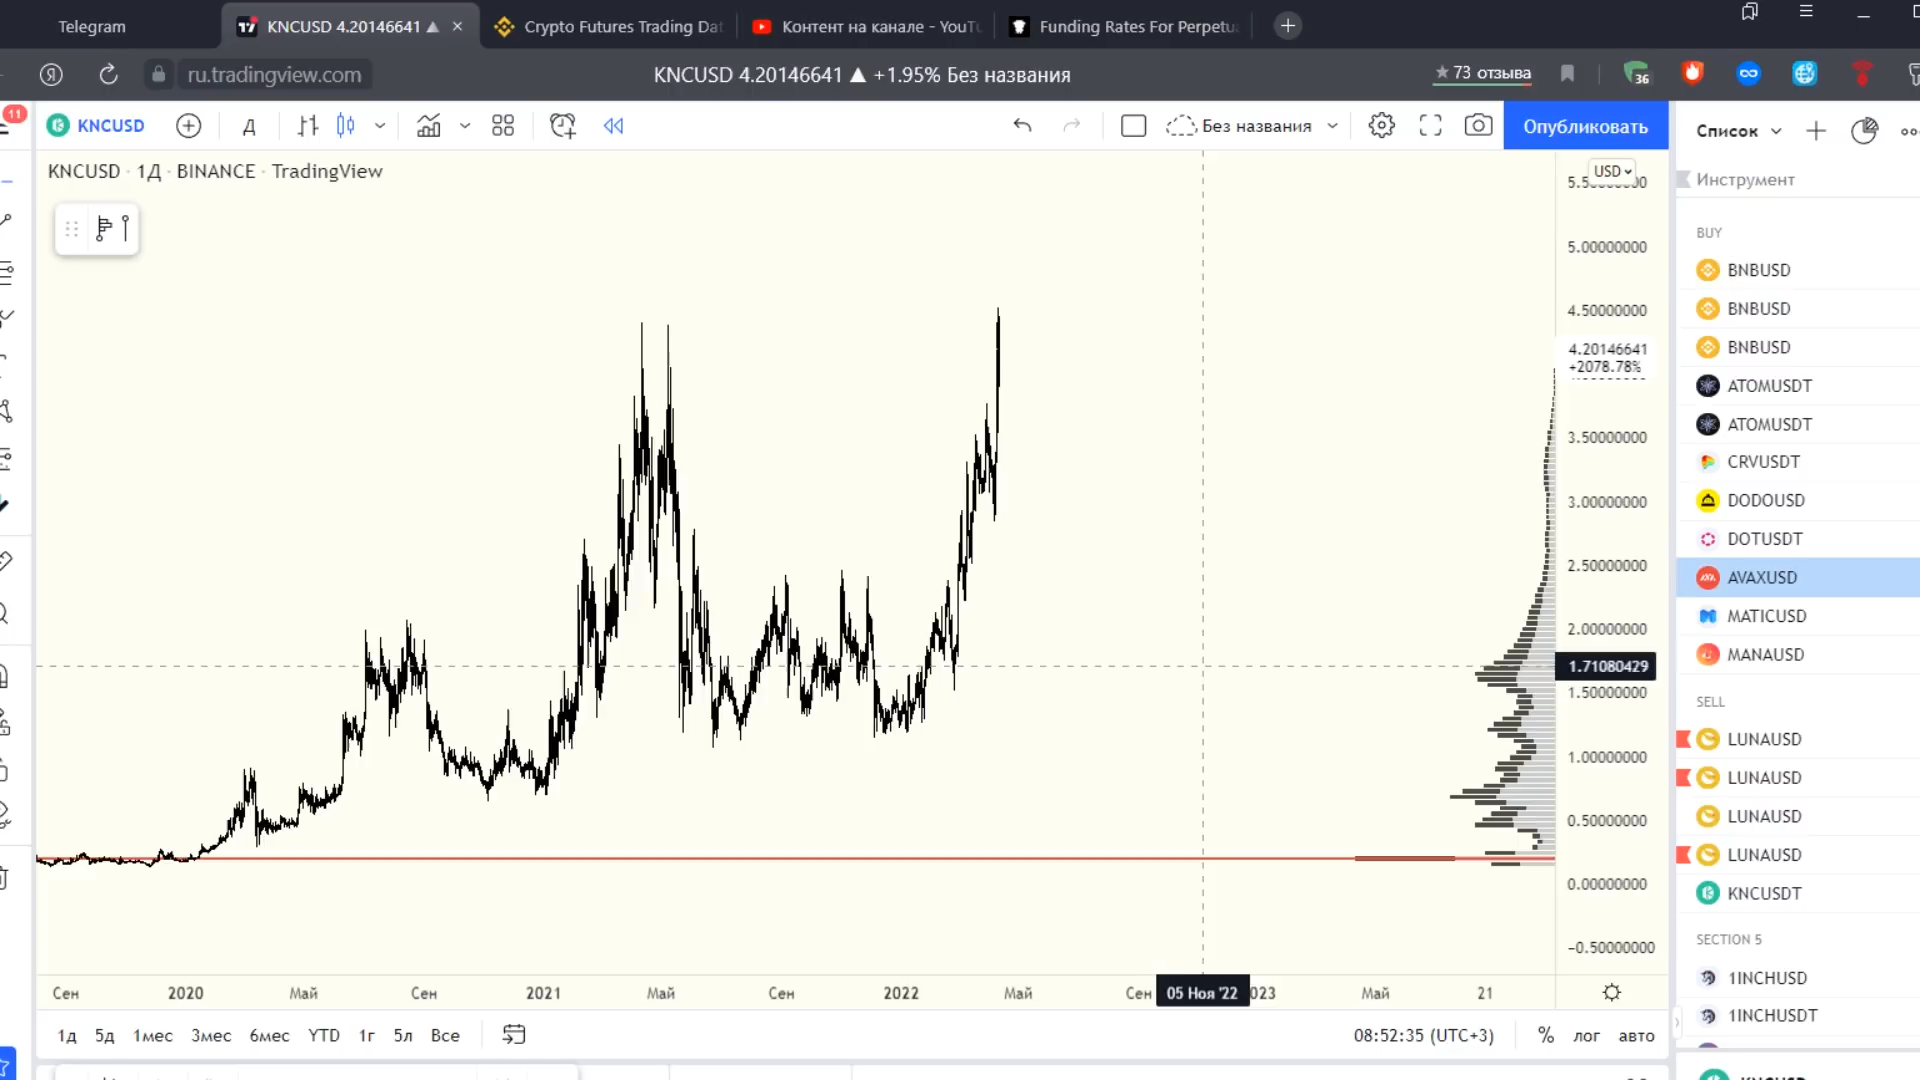 Telegram
KNCUSD 4.20146641 ▲ ×
Crypto Futures Trading Dat
Контент на канале - YouTu
Funding Rates For Perpetua
ru.tradingview.com
KNCUSD 4.20146641 ▲ +1.95% Без названия
★ 73 отзыва
36
11
KNCUSD
Д
Без названия
Опубликовать
Список
KNCUSD · 1Д · BINANCE · TradingView
USD
Инструмент
5.00000000
4.50000000
4.20146641
+2078.78%
3.50000000
3.00000000
2.50000000
2.00000000
1.71080429
1.50000000
1.00000000
0.50000000
0.00000000
-0.50000000
BUY
BNBUSD
BNBUSD
BNBUSD
ATOMUSDT
ATOMUSDT
CRVUSDT
DODOUSD
DOTUSDT
AVAXUSD
MATICUSD
MANAUSD
SELL
LUNAUSD
LUNAUSD
LUNAUSD
LUNAUSD
KNCUSDT
SECTION 5
1INCHUSD
1INCHUSDT
Сен 2020 Май Сен 2021 Май Сен 2022 Май Сен 05 Ноя '22 023 Май 21
1д 5д 1мес 3мес 6мес YTD 1г 5л Все
08:52:35 (UTC+3) % лог авто